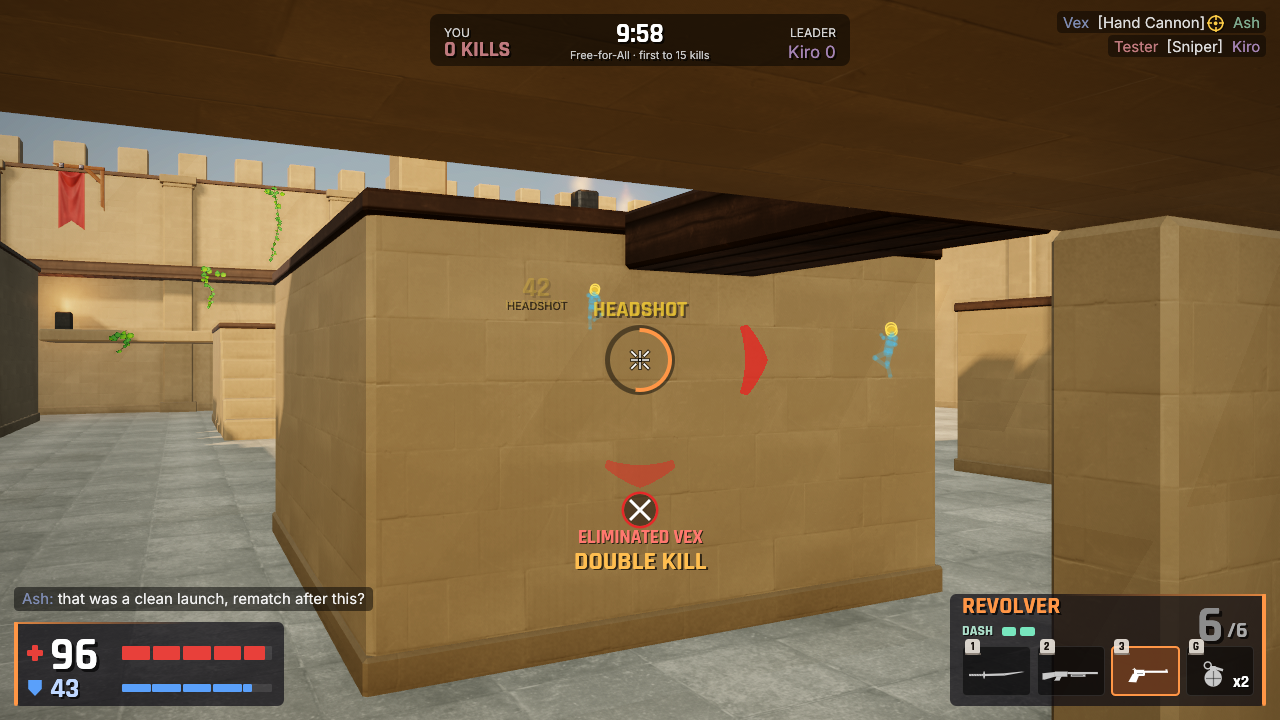 YOU
0 KILLS
9:58
Free-for-All · first to 15 kills
LEADER
Kiro 0
Vex [Hand Cannon] Ash
Tester [Sniper] Kiro
42
HEADSHOT
HEADSHOT
ELIMINATED VEX
DOUBLE KILL
Ash: that was a clean launch, rematch after this?
96
43
REVOLVER
DASH
6/6
1
2
3
G
x2